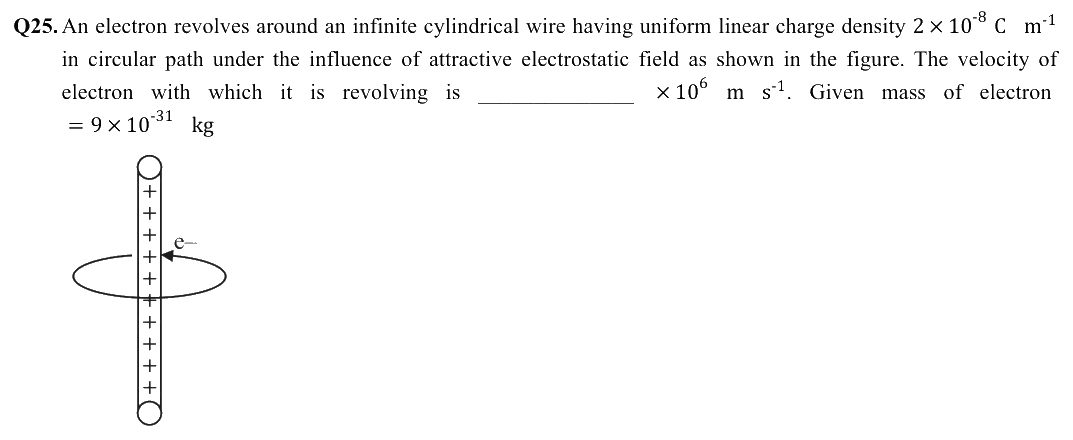 Q25. An electron revolves around an infinite cylindrical wire having uniform linear charge density 2 × 10⁻⁸ C m⁻¹
in circular path under the influence of attractive electrostatic field as shown in the figure. The velocity of
electron with which it is revolving is ______________ × 10⁶ m s⁻¹. Given mass of electron
= 9 × 10⁻³¹ kg
+
+
+
e−
+
+
+
+
+
+
+